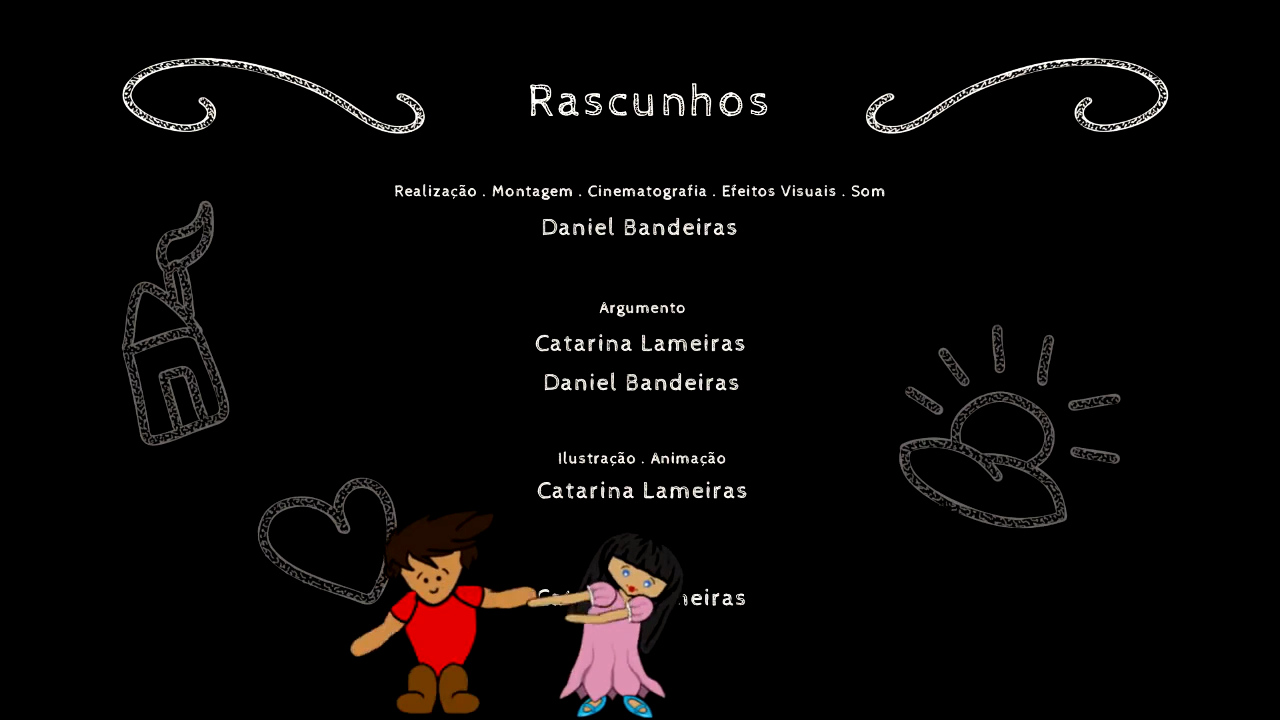 Rascunhos
Realização . Montagem . Cinematografia . Efeitos Visuais . Som
Daniel Bandeiras
Argumento
Catarina Lameiras
Daniel Bandeiras
Ilustração . Animação
Catarina Lameiras